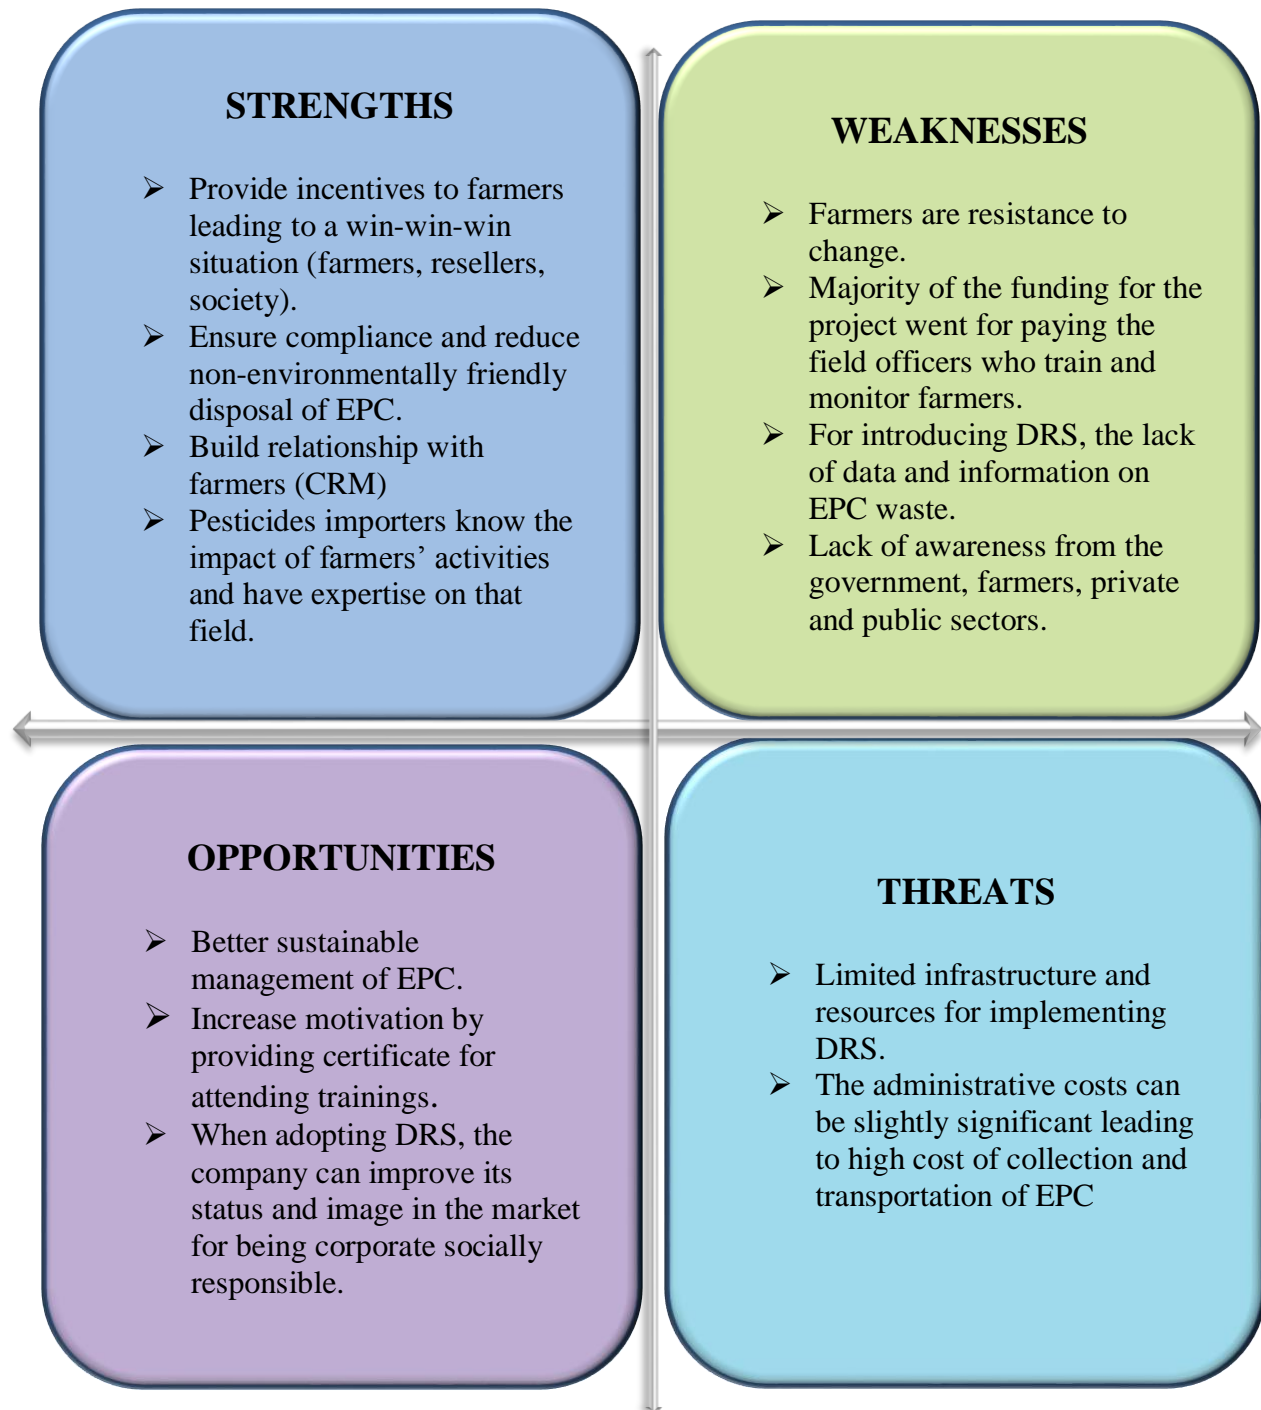 STRENGTHS
➢ Provide incentives to farmers
leading to a win-win-win
situation (farmers, resellers,
society).
➢ Ensure compliance and reduce
non-environmentally friendly
disposal of EPC.
➢ Build relationship with
farmers (CRM)
➢ Pesticides importers know the
impact of farmers’ activities
and have expertise on that
field.
WEAKNESSES
➢ Farmers are resistance to
change.
➢ Majority of the funding for the
project went for paying the
field officers who train and
monitor farmers.
➢ For introducing DRS, the lack
of data and information on
EPC waste.
➢ Lack of awareness from the
government, farmers, private
and public sectors.
OPPORTUNITIES
➢ Better sustainable
management of EPC.
➢ Increase motivation by
providing certificate for
attending trainings.
➢ When adopting DRS, the
company can improve its
status and image in the market
for being corporate socially
responsible.
THREATS
➢ Limited infrastructure and
resources for implementing
DRS.
➢ The administrative costs can
be slightly significant leading
to high cost of collection and
transportation of EPC